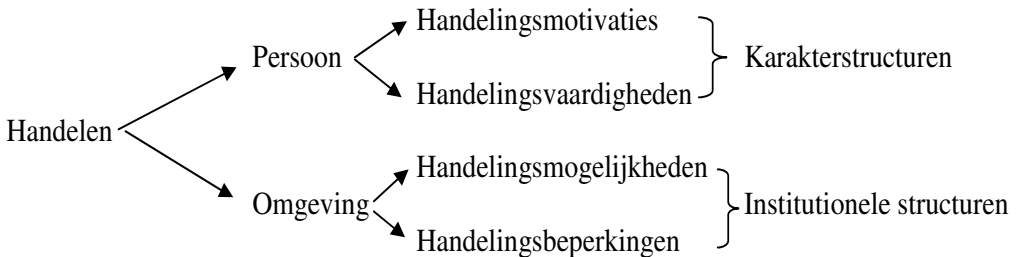 Handelingsmotivaties
Persoon
Karakterstructuren
Handelingsvaardigheden
Handelen
Handelingsmogelijkheden
Omgeving
Institutionele structuren
Handelingsbeperkingen